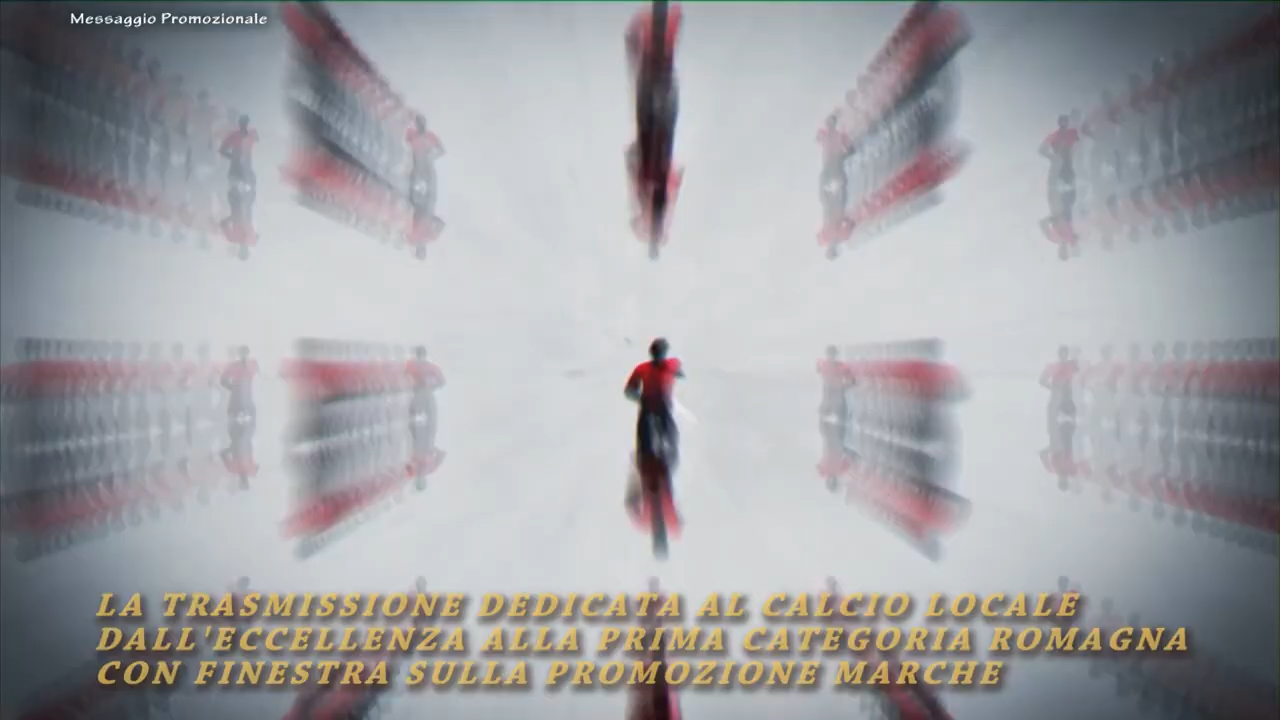 Messaggio Promozionale
LA TRASMISSIONE DEDICATA AL CALCIO LOCALE
DALL'ECCELLENZA ALLA PRIMA CATEGORIA ROMAGNA
CON FINESTRA SULLA PROMOZIONE MARCHE